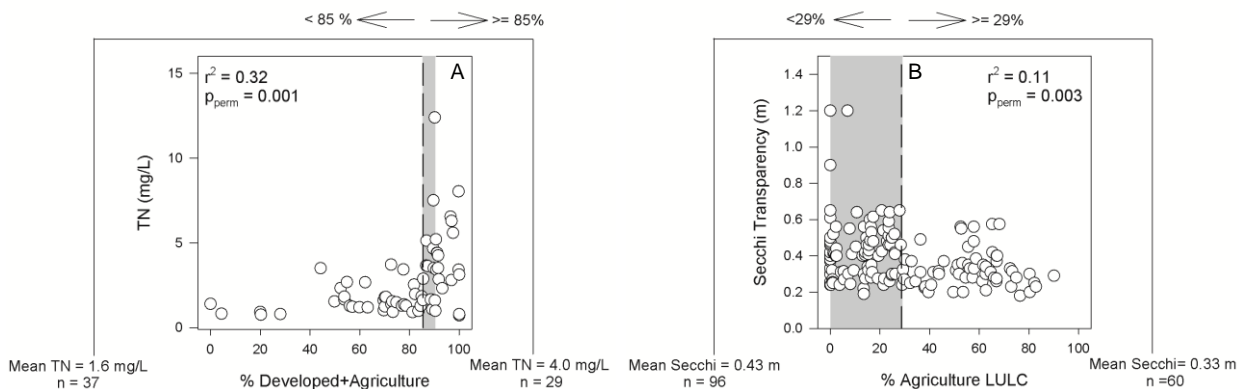 < 85 %
>= 85%
A
r² = 0.32
pperm = 0.001
TN (mg/L)
15
10
5
0
0 20 40 60 80 100
% Developed+Agriculture
Mean TN = 1.6 mg/L
n = 37
Mean TN = 4.0 mg/L
n = 29
<29%
>= 29%
B
r² = 0.11
pperm = 0.003
Secchi Transparency (m)
1.4
1.2
1.0
0.8
0.6
0.4
0.2
0.0
0 20 40 60 80 100
% Agriculture LULC
Mean Secchi = 0.43 m
n = 96
Mean Secchi = 0.33 m
n =60